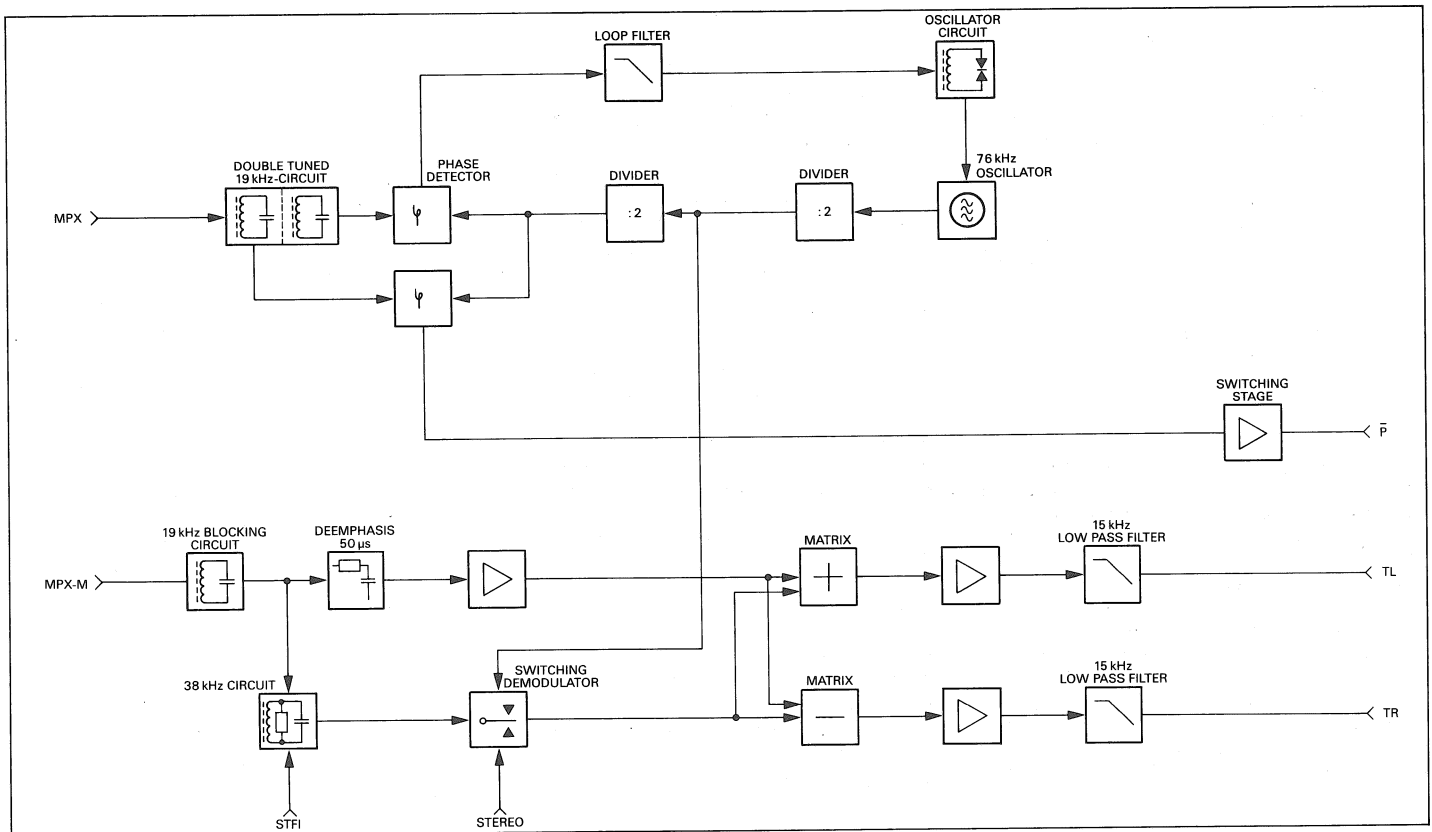 OSCILLATOR
CIRCUIT
LOOP FILTER
DOUBLE TUNED
19 kHz-CIRCUIT
PHASE
DETECTOR
DIVIDER
DIVIDER
76 kHz
OSCILLATOR
MPX
φ
: 2
: 2
φ
SWITCHING
STAGE
P̅
19 kHz BLOCKING
CIRCUIT
DEEMPHASIS
50 µs
MATRIX
15 kHz
LOW PASS FILTER
MPX-M
+
TL
38 kHz CIRCUIT
SWITCHING
DEMODULATOR
MATRIX
15 kHz
LOW PASS FILTER
—
TR
STFI
STEREO